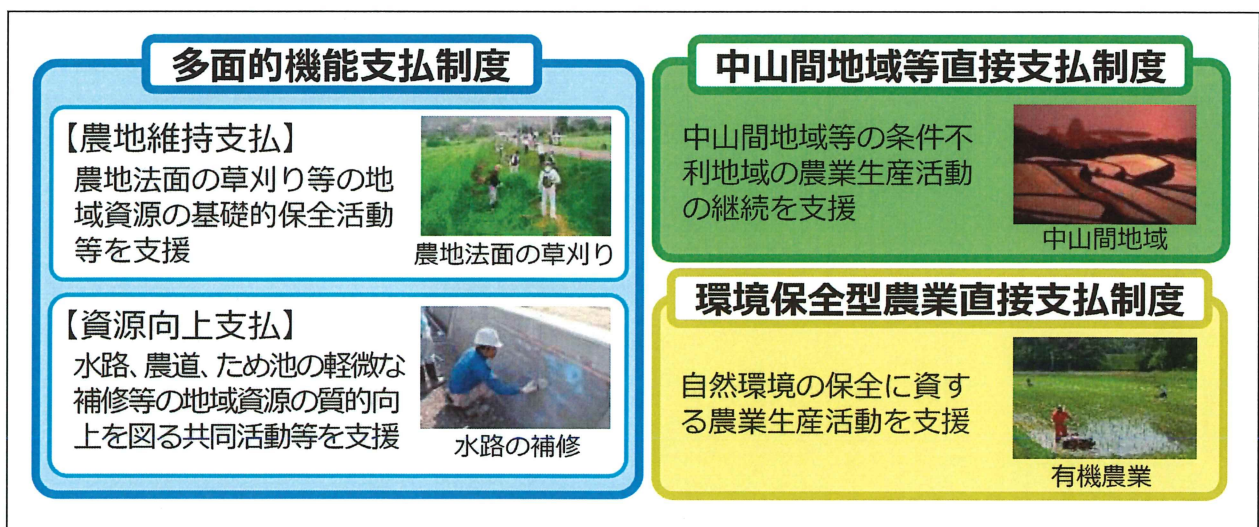 多面的機能支払制度
【農地維持支払】
農地法面の草刈り等の地
域資源の基礎的保全活動
等を支援
農地法面の草刈り
【資源向上支払】
水路、農道、ため池の軽微な
補修等の地域資源の質的向
上を図る共同活動等を支援
水路の補修
中山間地域等直接支払制度
中山間地域等の条件不
利地域の農業生産活動
の継続を支援
中山間地域
環境保全型農業直接支払制度
自然環境の保全に資す
る農業生産活動を支援
有機農業